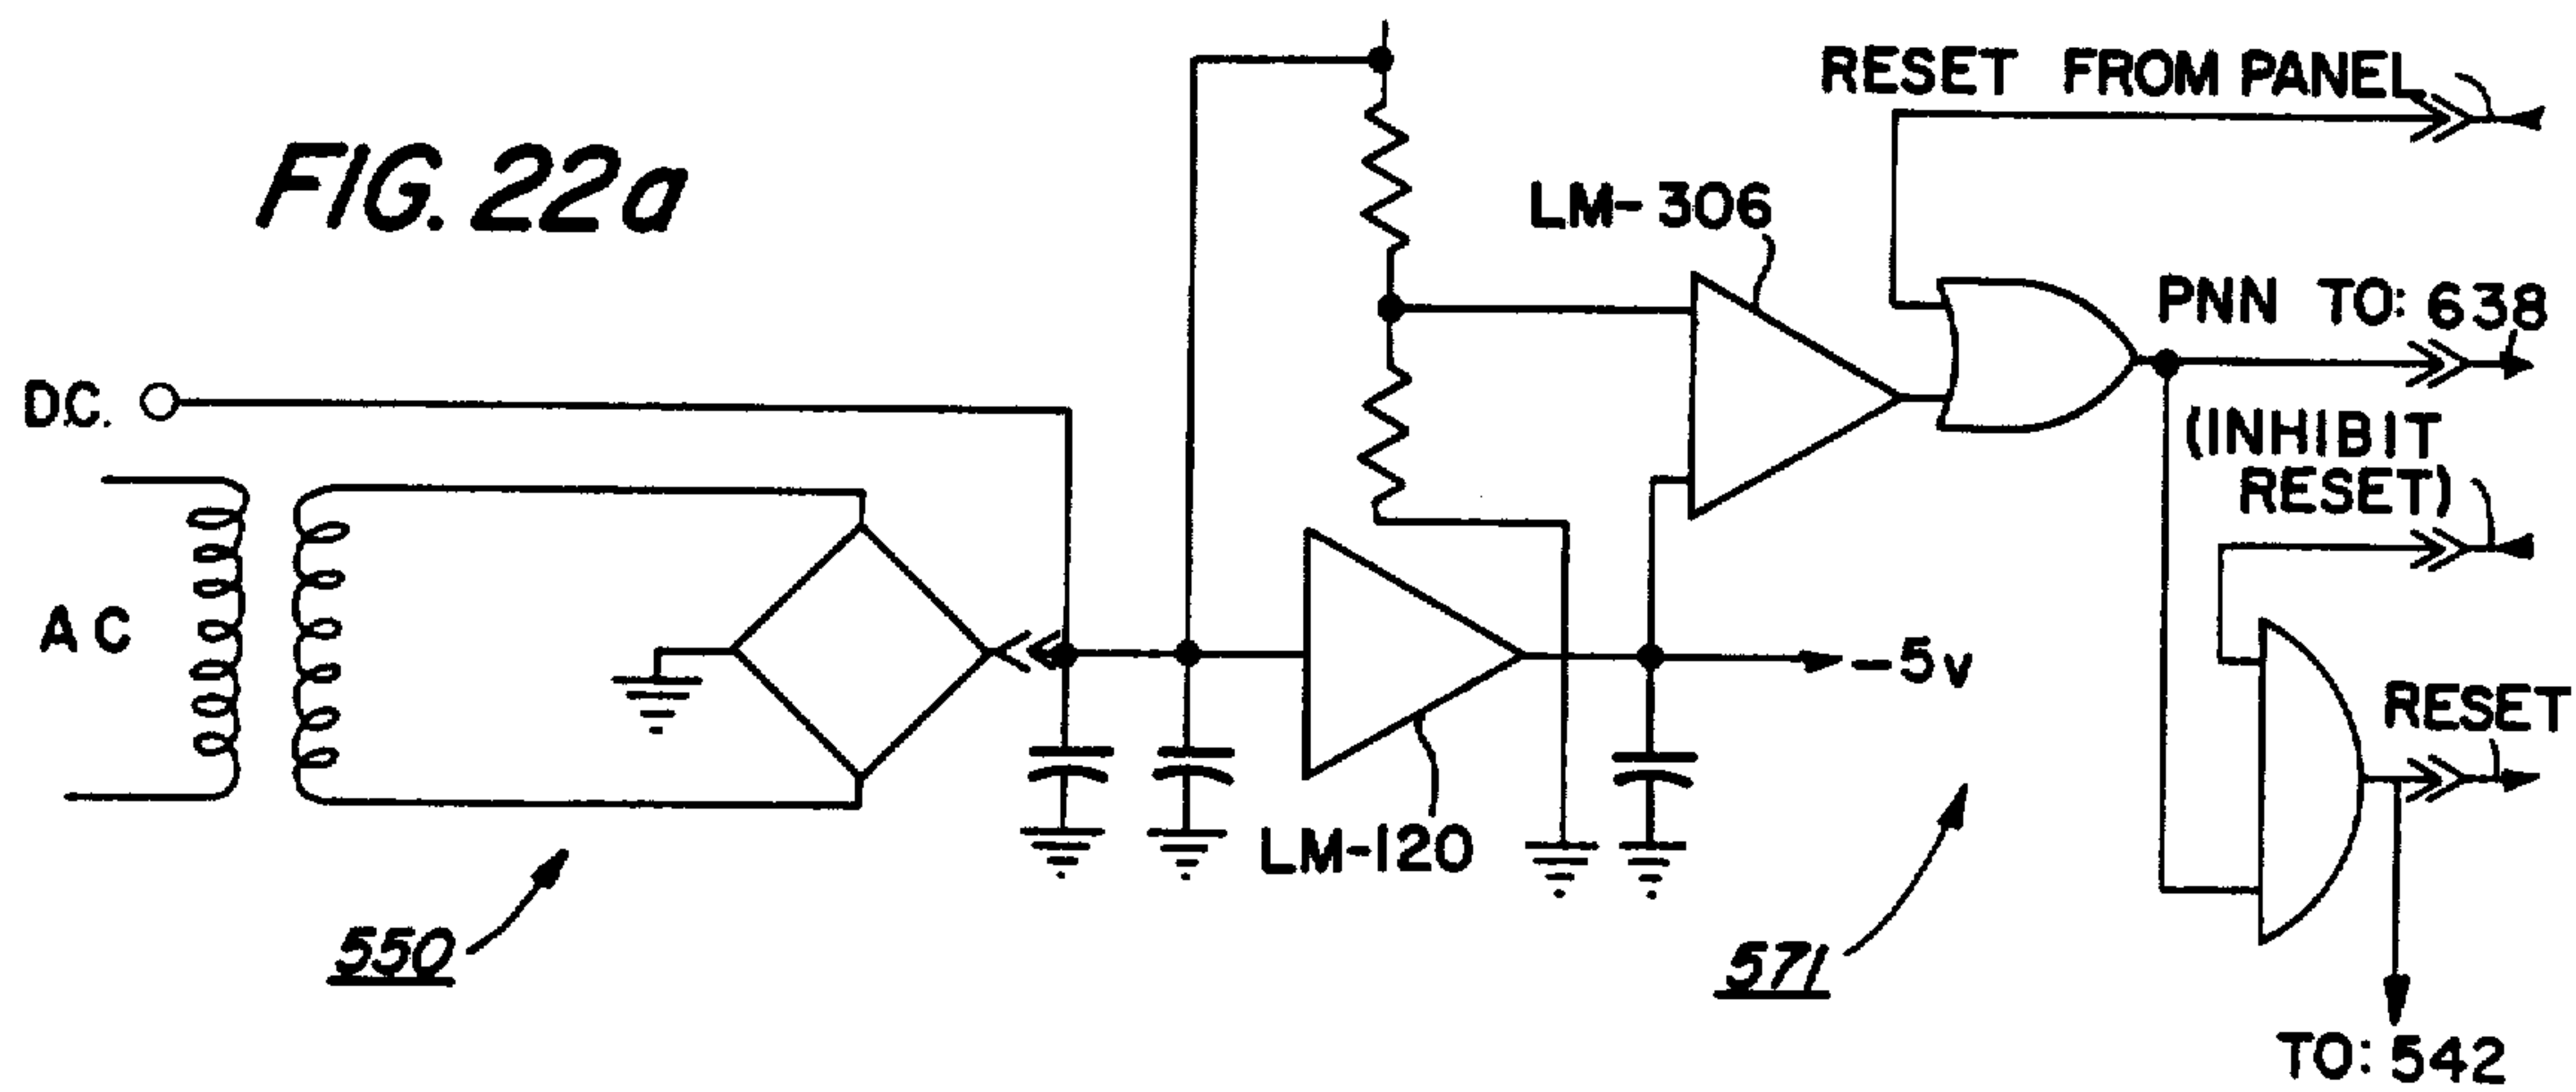 FIG. 22a
RESET FROM PANEL
LM-306
PNN TO: 638
D.C.
(INHIBIT
RESET)
AC
-5v
RESET
LM-120
550
571
TO: 542